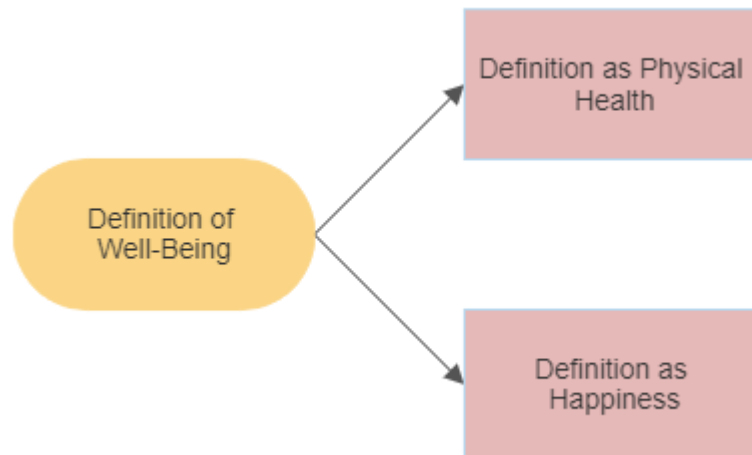 Definition as Physical
Health
Definition of
Well-Being
Definition as
Happiness